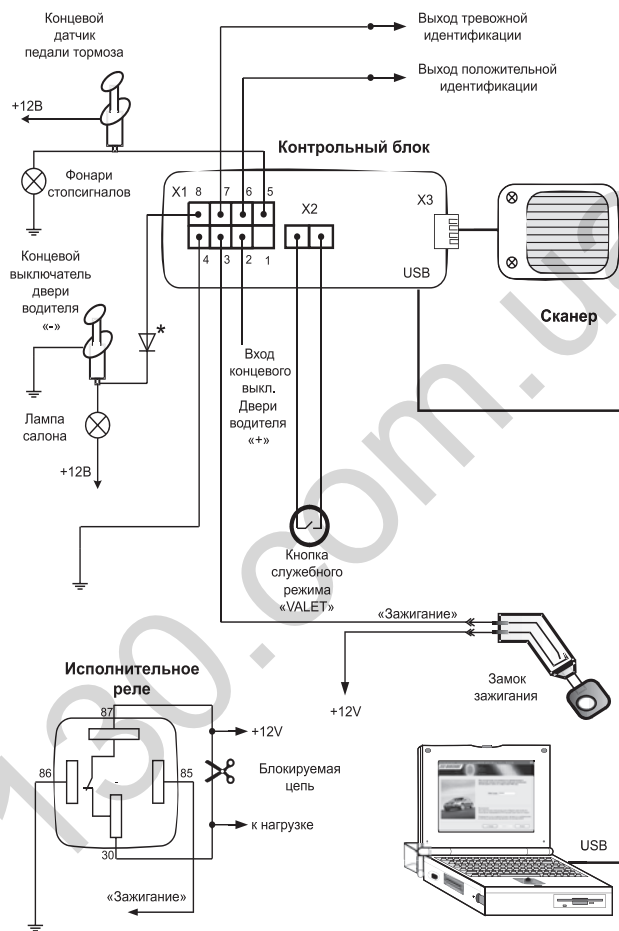 Концевой
датчик
педали тормоза
+12В
Фонари
стопсигналов
Выход тревожной
идентификации
Выход положительной
идентификации
Контрольный блок
X1
8
7
6
5
4
3
2
1
X2
X3
USB
Сканер
Концевой
выключатель
двери
водителя
«-»
*
Лампа
салона
+12В
Вход
концевого
выкл.
Двери
водителя
«+»
Кнопка
служебного
режима
«VALET»
«Зажигание»
+12V
Замок
зажигания
Исполнительное
реле
87
86
85
30
-
+12V
Блокируемая
цепь
к нагрузке
«Зажигание»
USB
130.com.ua